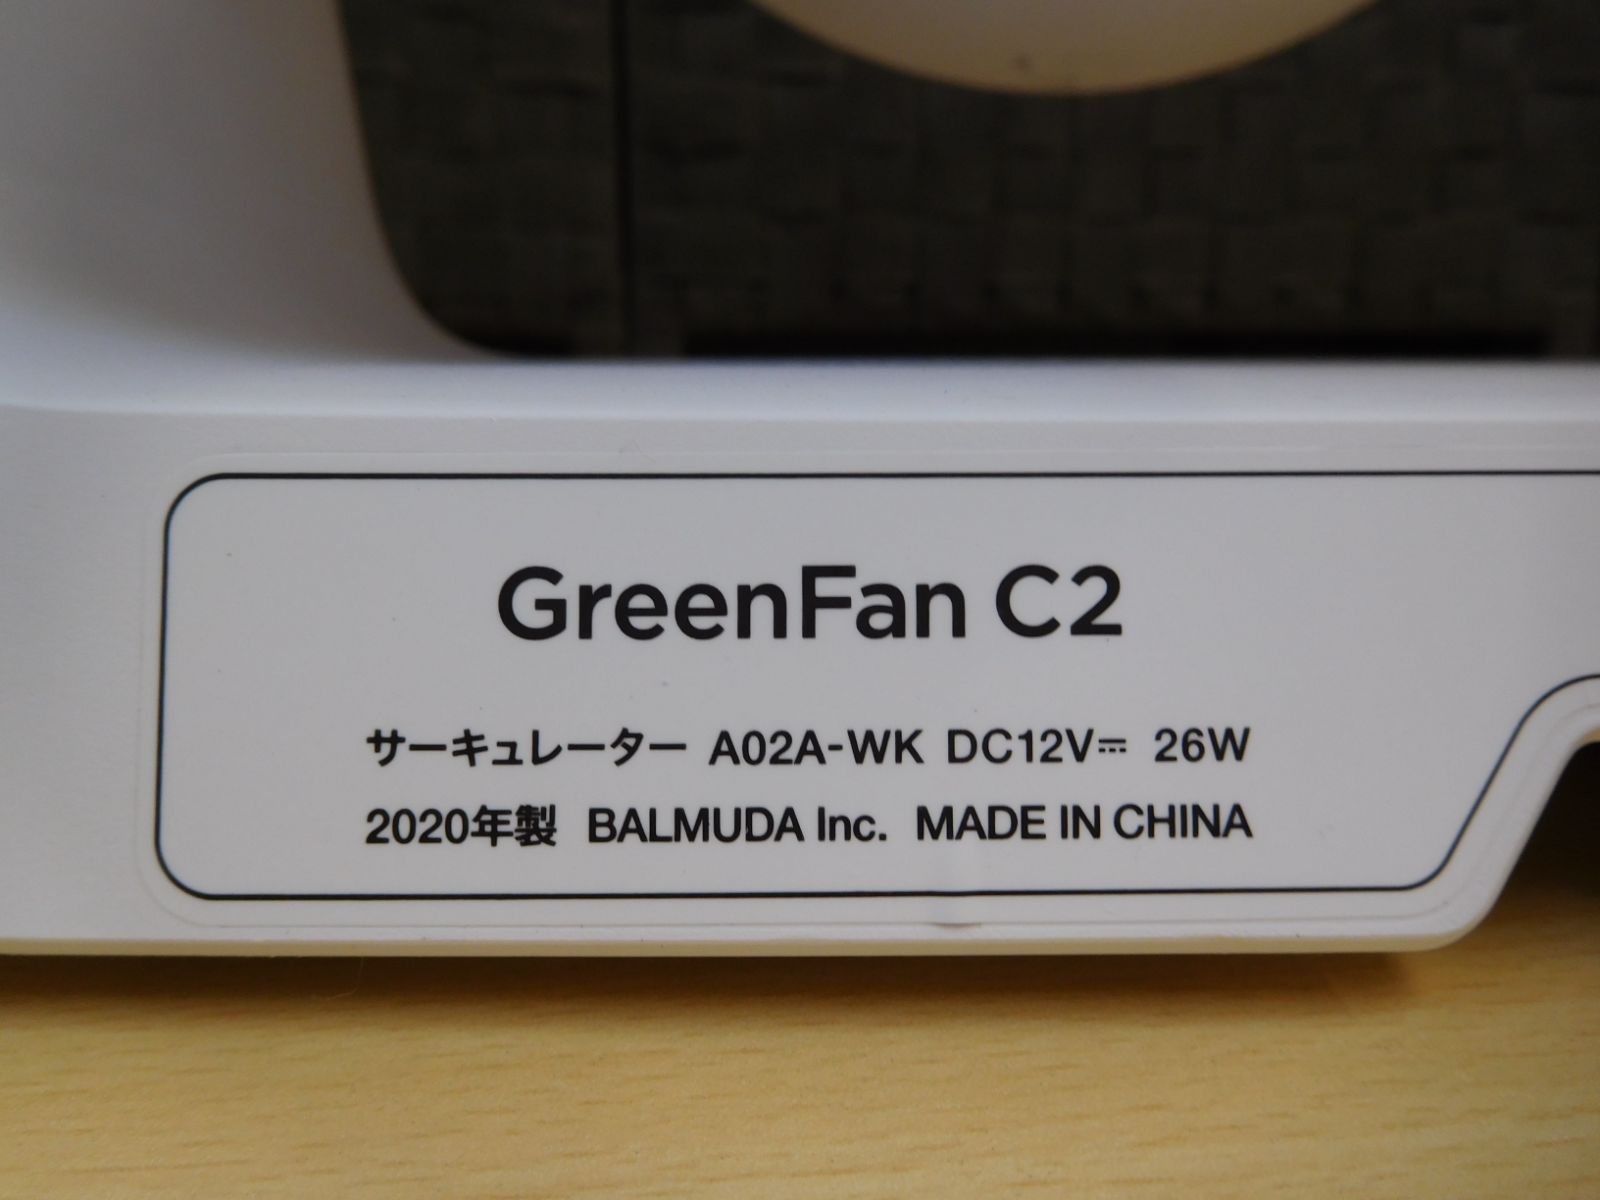 GreenFan C2
サーキュレーター A02A-WK DC12V⎓ 26W
2020年製 BALMUDA Inc. MADE IN CHINA